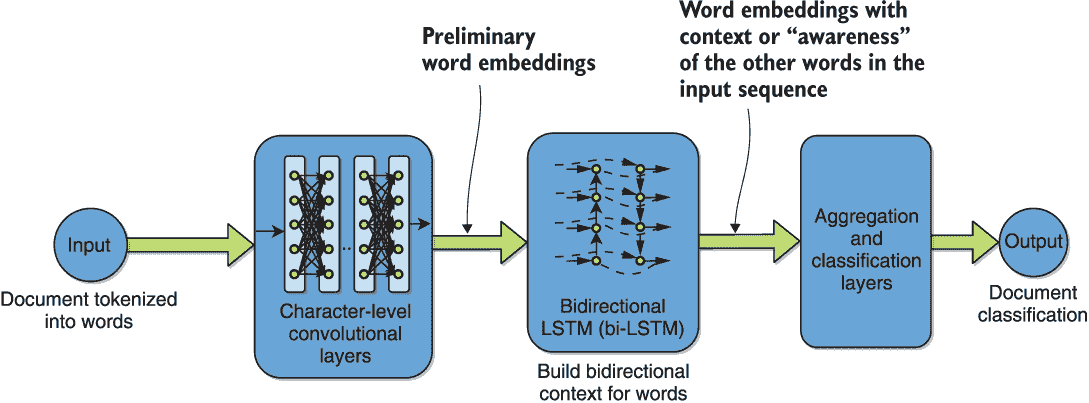 Preliminary
word embeddings
Word embeddings with
context or “awareness”
of the other words in the
input sequence
Input
Document tokenized
into words
..
Character-level
convolutional
layers
Bidirectional
LSTM (bi-LSTM)
Build bidirectional
context for words
Aggregation
and
classification
layers
Output
Document
classification